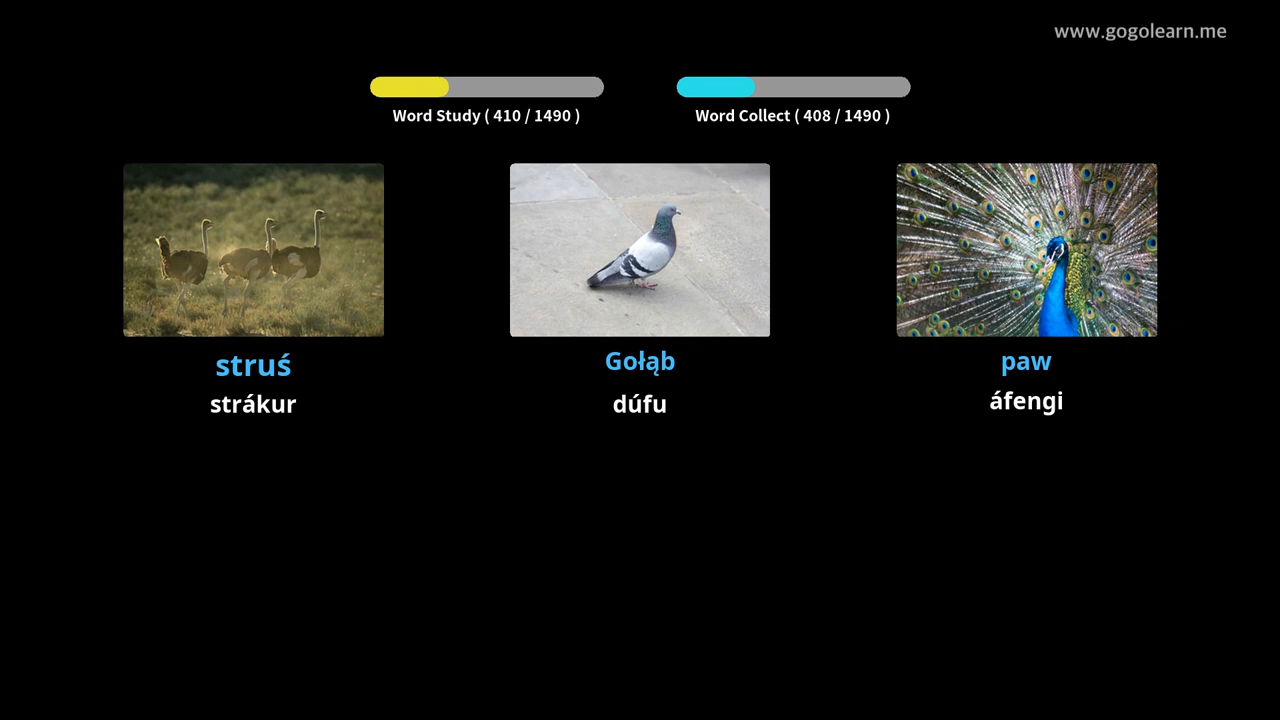 www.gogolearn.me
Word Study ( 410 / 1490 )
Word Collect ( 408 / 1490 )
struś
strákur
Gołąb
dúfu
paw
áfengi